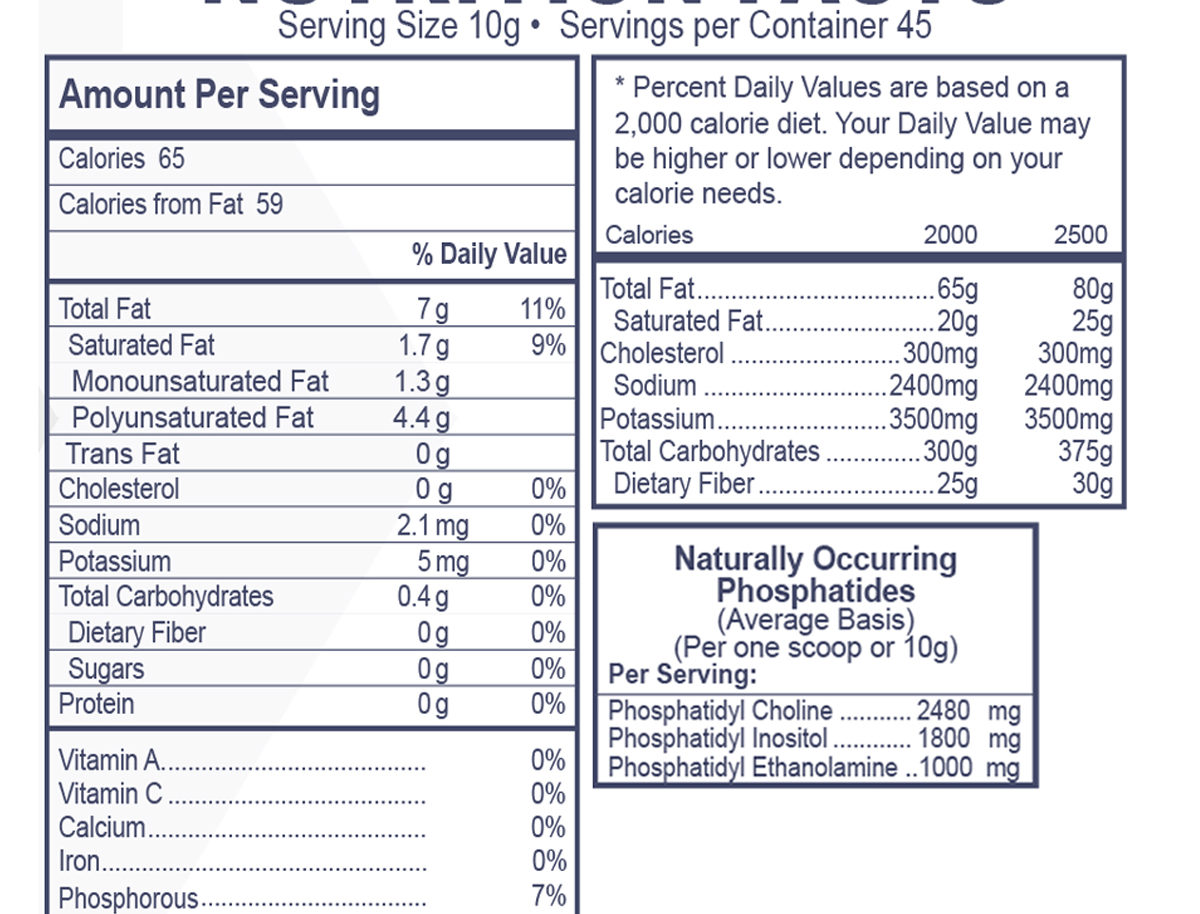 NUTRITION FACTS
Serving Size 10g • Servings per Container 45
Amount Per Serving
Calories 65
Calories from Fat 59
% Daily Value
Total Fat 7 g 11%
Saturated Fat 1.7 g 9%
Monounsaturated Fat 1.3 g
Polyunsaturated Fat 4.4 g
Trans Fat 0 g
Cholesterol 0 g 0%
Sodium 2.1 mg 0%
Potassium 5 mg 0%
Total Carbohydrates 0.4 g 0%
Dietary Fiber 0 g 0%
Sugars 0 g 0%
Protein 0 g 0%
Vitamin A................................ 0%
Vitamin C ............................... 0%
Calcium.................................. 0%
Iron........................................ 0%
Phosphorous........................... 7%
* Percent Daily Values are based on a
2,000 calorie diet. Your Daily Value may
be higher or lower depending on your
calorie needs.
Calories 2000 2500
Total Fat..................................65g 80g
Saturated Fat........................20g 25g
Cholesterol ........................300mg 300mg
Sodium ..........................2400mg 2400mg
Potassium........................3500mg 3500mg
Total Carbohydrates .............300g 375g
Dietary Fiber.........................25g 30g
Naturally Occurring
Phosphatides
(Average Basis)
(Per one scoop or 10g)
Per Serving:
Phosphatidyl Choline ........... 2480 mg
Phosphatidyl Inositol ............ 1800 mg
Phosphatidyl Ethanolamine ..1000 mg